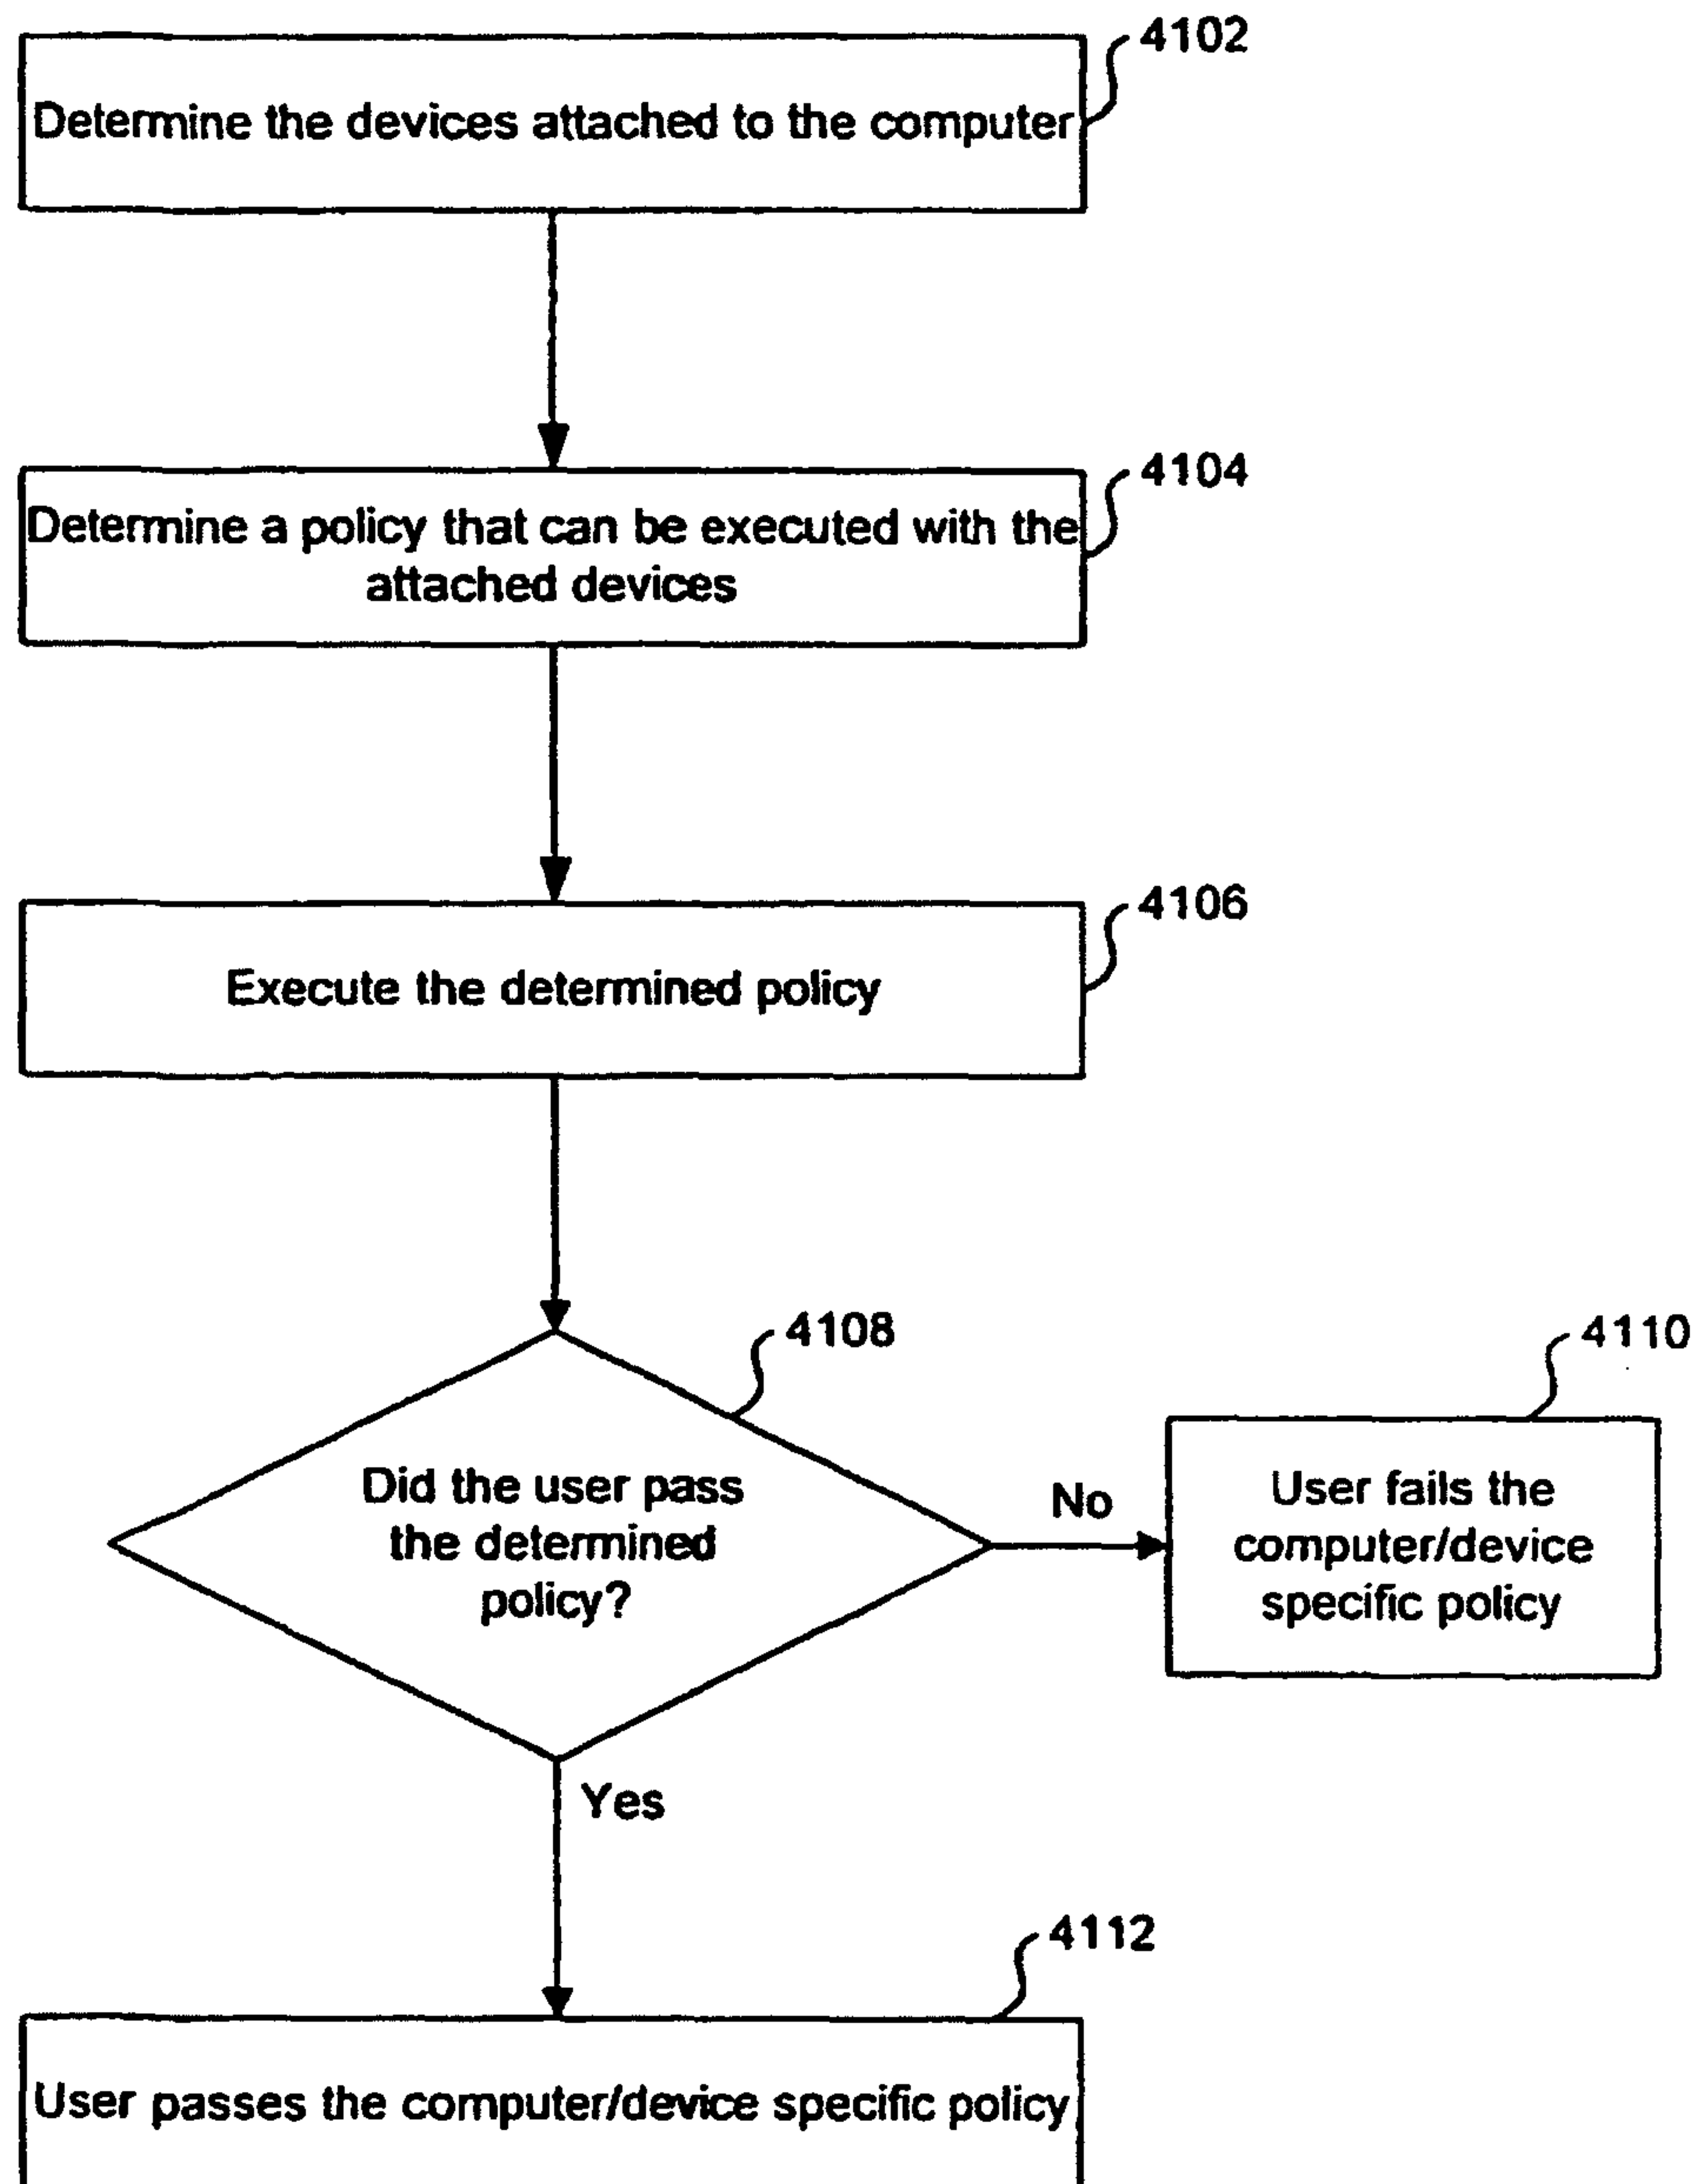 4102
Determine the devices attached to the computer
4104
Determine a policy that can be executed with the
attached devices
4106
Execute the determined policy
4108
Did the user pass
the determined
policy?
No
4110
User fails the
computer/device
specific policy
Yes
4112
User passes the computer/device specific policy